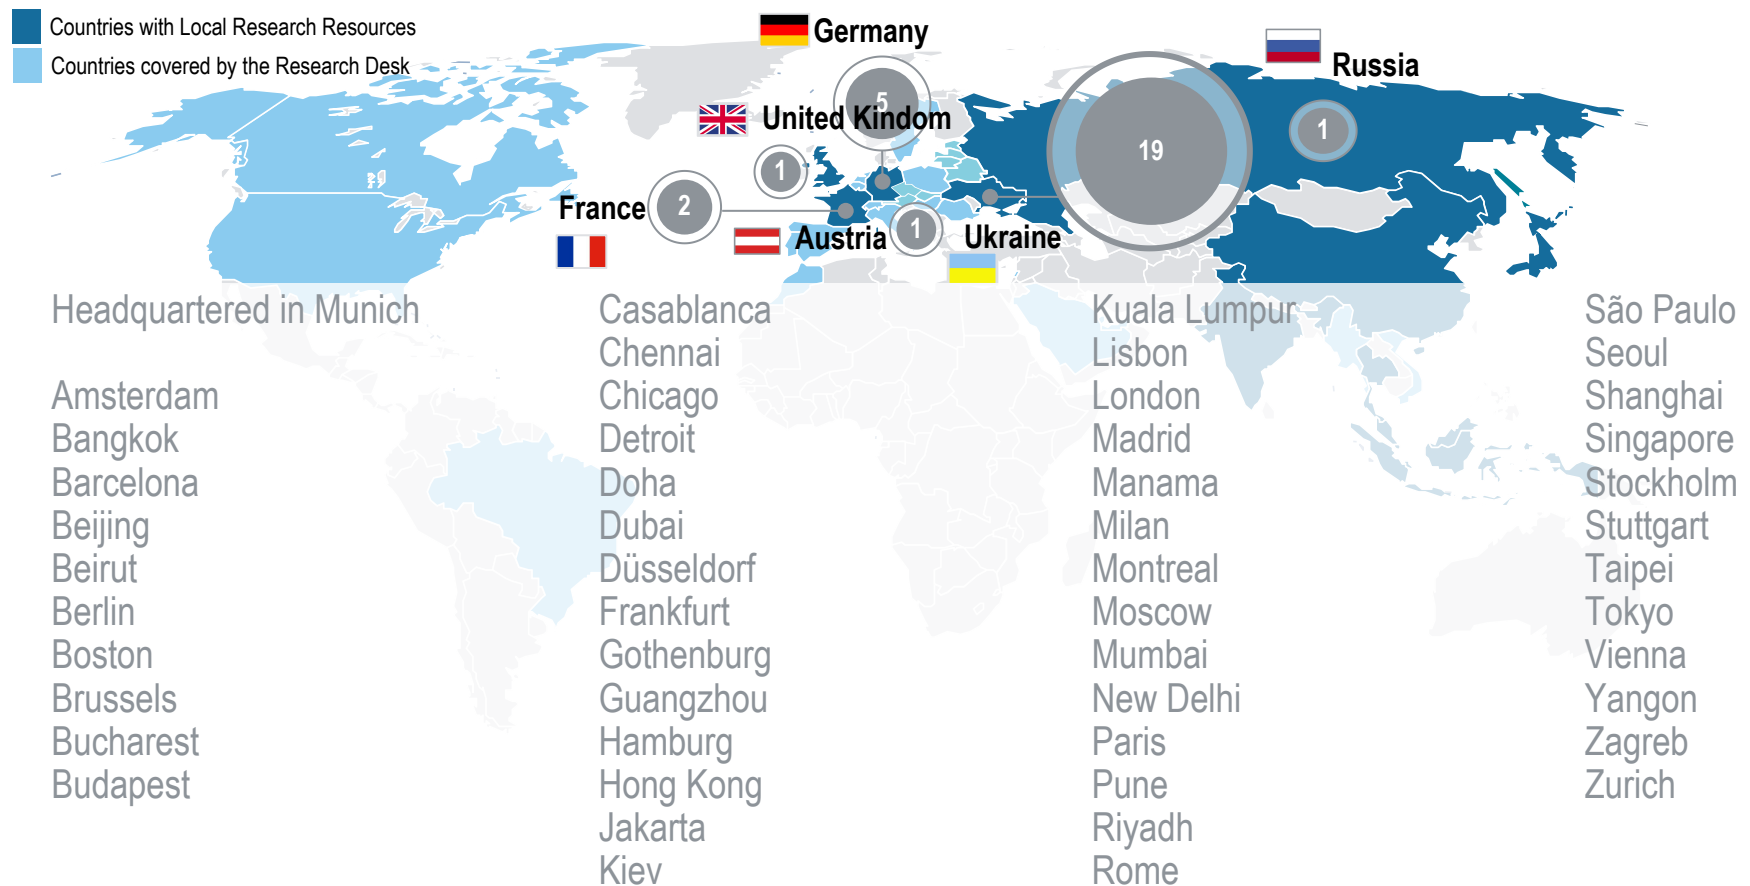 Countries with Local Research Resources
Countries covered by the Research Desk
Germany
Russia
5
United Kindom
1
19
1
France
2
Austria
1
Ukraine
Headquartered in Munich
Amsterdam
Bangkok
Barcelona
Beijing
Beirut
Berlin
Boston
Brussels
Bucharest
Budapest
Casablanca
Chennai
Chicago
Detroit
Doha
Dubai
Düsseldorf
Frankfurt
Gothenburg
Guangzhou
Hamburg
Hong Kong
Jakarta
Kiev
Kuala Lumpur
Lisbon
London
Madrid
Manama
Milan
Montreal
Moscow
Mumbai
New Delhi
Paris
Pune
Riyadh
Rome
São Paulo
Seoul
Shanghai
Singapore
Stockholm
Stuttgart
Taipei
Tokyo
Vienna
Yangon
Zagreb
Zurich